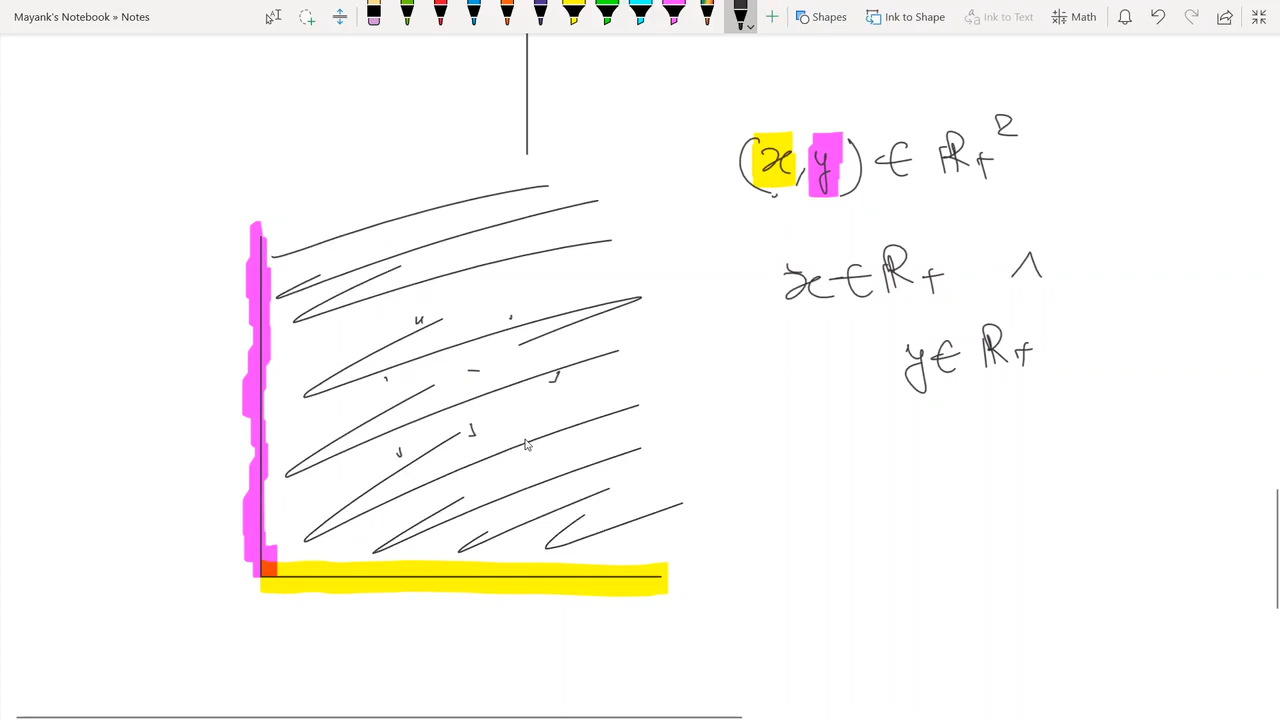 Mayank's Notebook » Notes
Shapes
Ink to Shape
Ink to Text
Math
(x, y) ∈ ℝ₊²
x ∈ ℝ₊ ∧
y ∈ ℝ₊